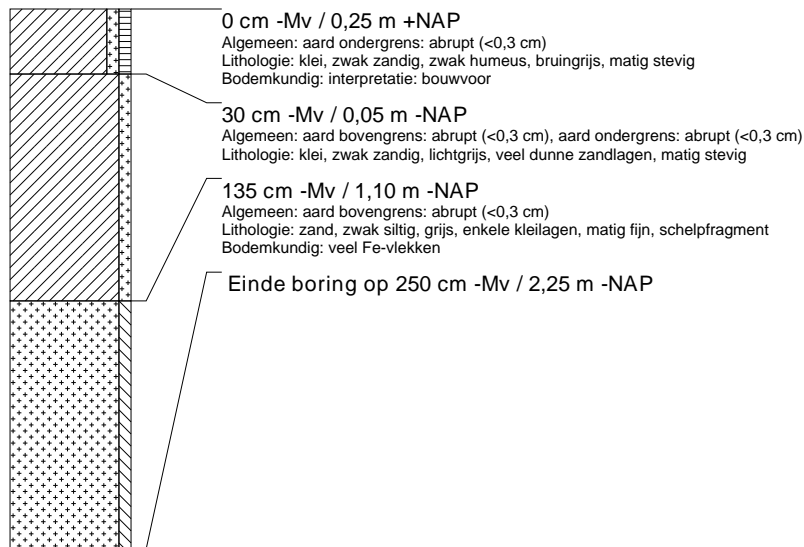 0 cm -Mv / 0,25 m +NAP
Algemeen: aard ondergrens: abrupt (<0,3 cm)
Lithologie: klei, zwak zandig, zwak humeus, bruingrijs, matig stevig
Bodemkundig: interpretatie: bouwvoor
30 cm -Mv / 0,05 m -NAP
Algemeen: aard bovengrens: abrupt (<0,3 cm), aard ondergrens: abrupt (<0,3 cm)
Lithologie: klei, zwak zandig, lichtgrijs, veel dunne zandlagen, matig stevig
135 cm -Mv / 1,10 m -NAP
Algemeen: aard bovengrens: abrupt (<0,3 cm)
Lithologie: zand, zwak siltig, grijs, enkele kleilagen, matig fijn, schelpfragment
Bodemkundig: veel Fe-vlekken
Einde boring op 250 cm -Mv / 2,25 m -NAP